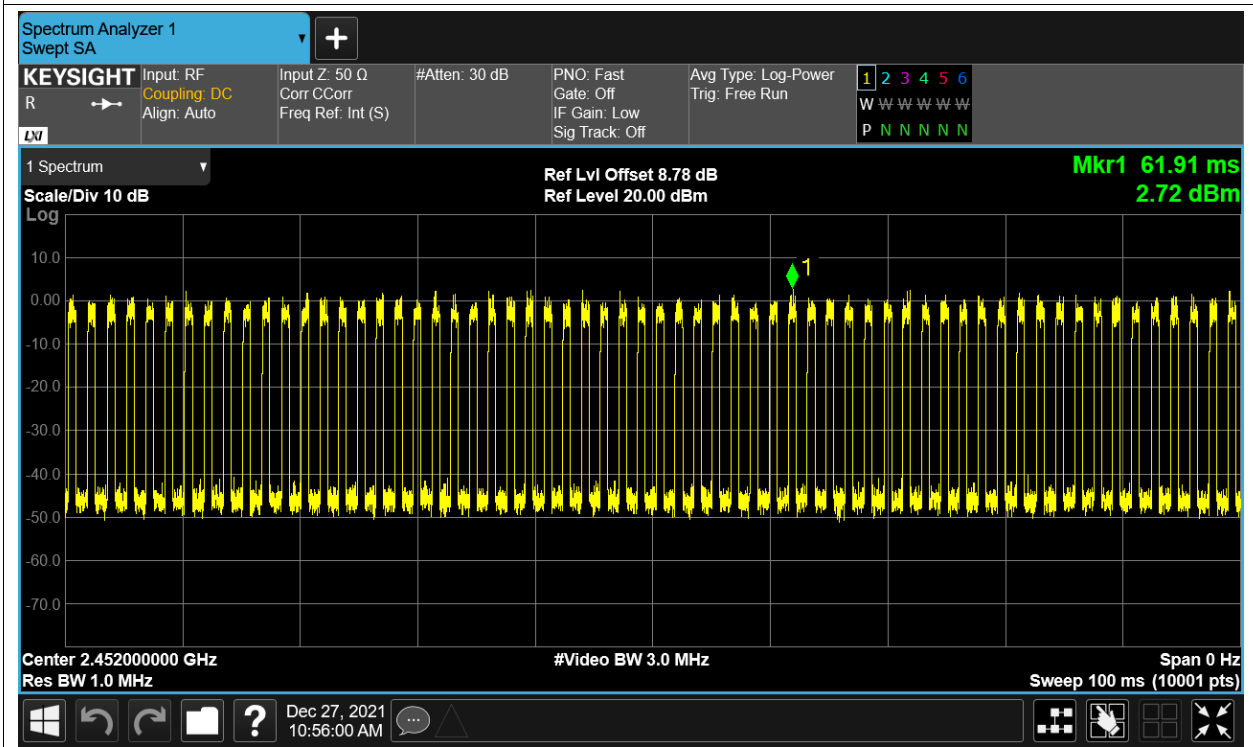 Spectrum Analyzer 1
Swept SA
KEYSIGHT
R
LXI
Input: RF
Coupling: DC
Align: Auto
Input Z: 50 Ω
Corr CCorr
Freq Ref: Int (S)
#Atten: 30 dB
PNO: Fast
Gate: Off
IF Gain: Low
Sig Track: Off
Avg Type: Log-Power
Trig: Free Run
1 2 3 4 5 6
W W W W W W
P N N N N N
1 Spectrum
Scale/Div 10 dB
Ref Lvl Offset 8.78 dB
Ref Level 20.00 dBm
Mkr1 61.91 ms
2.72 dBm
Log
10.0
0.00
-10.0
-20.0
-30.0
-40.0
-50.0
-60.0
-70.0
1
Center 2.452000000 GHz
Res BW 1.0 MHz
#Video BW 3.0 MHz
Span 0 Hz
Sweep 100 ms (10001 pts)
?
Dec 27, 2021
10:56:00 AM